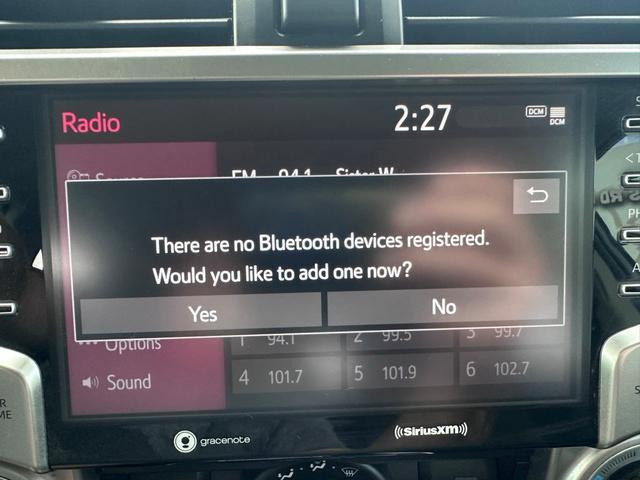 Radio
2:27
DCM
DCM
Source
FM 94.1 Sister
There are no Bluetooth devices registered.
Would you like to add one now?
Yes
No
Options
1 94.1
2 99.5
3 99.7
Sound
4 101.7
5 101.9
6 102.7
gracenote
((SiriusXM))